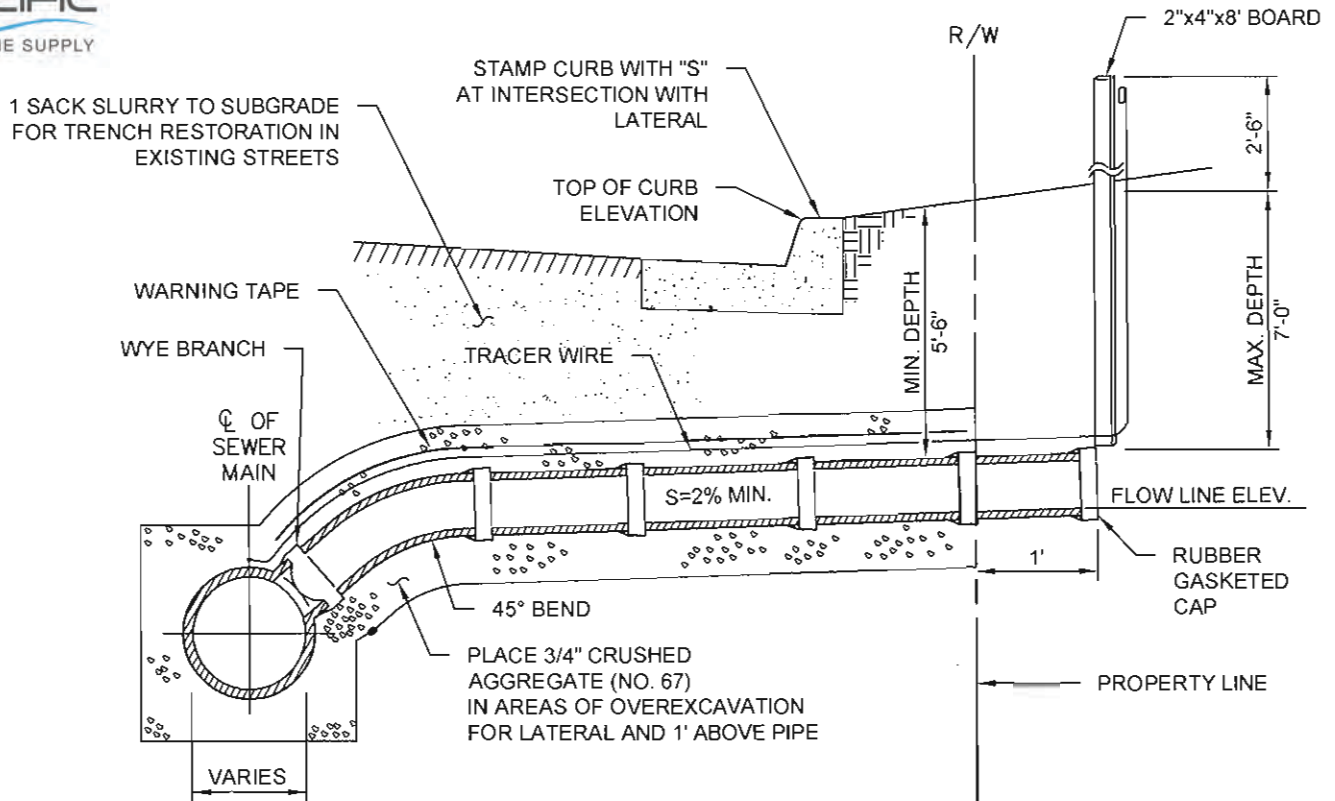 SUPPLY
2"x4"x8' BOARD
R/W
STAMP CURB WITH "S"
AT INTERSECTION WITH
LATERAL
1 SACK SLURRY TO SUBGRADE
FOR TRENCH RESTORATION IN
EXISTING STREETS
2'-6"
TOP OF CURB
ELEVATION
WARNING TAPE
MIN. DEPTH
5'-6"
MAX. DEPTH
7'-0"
WYE BRANCH
TRACER WIRE
℄ OF
SEWER
MAIN
S=2% MIN.
FLOW LINE ELEV.
1'
RUBBER
GASKETED
CAP
45° BEND
PLACE 3/4" CRUSHED
AGGREGATE (NO. 67)
IN AREAS OF OVEREXCAVATION
FOR LATERAL AND 1' ABOVE PIPE
PROPERTY LINE
VARIES